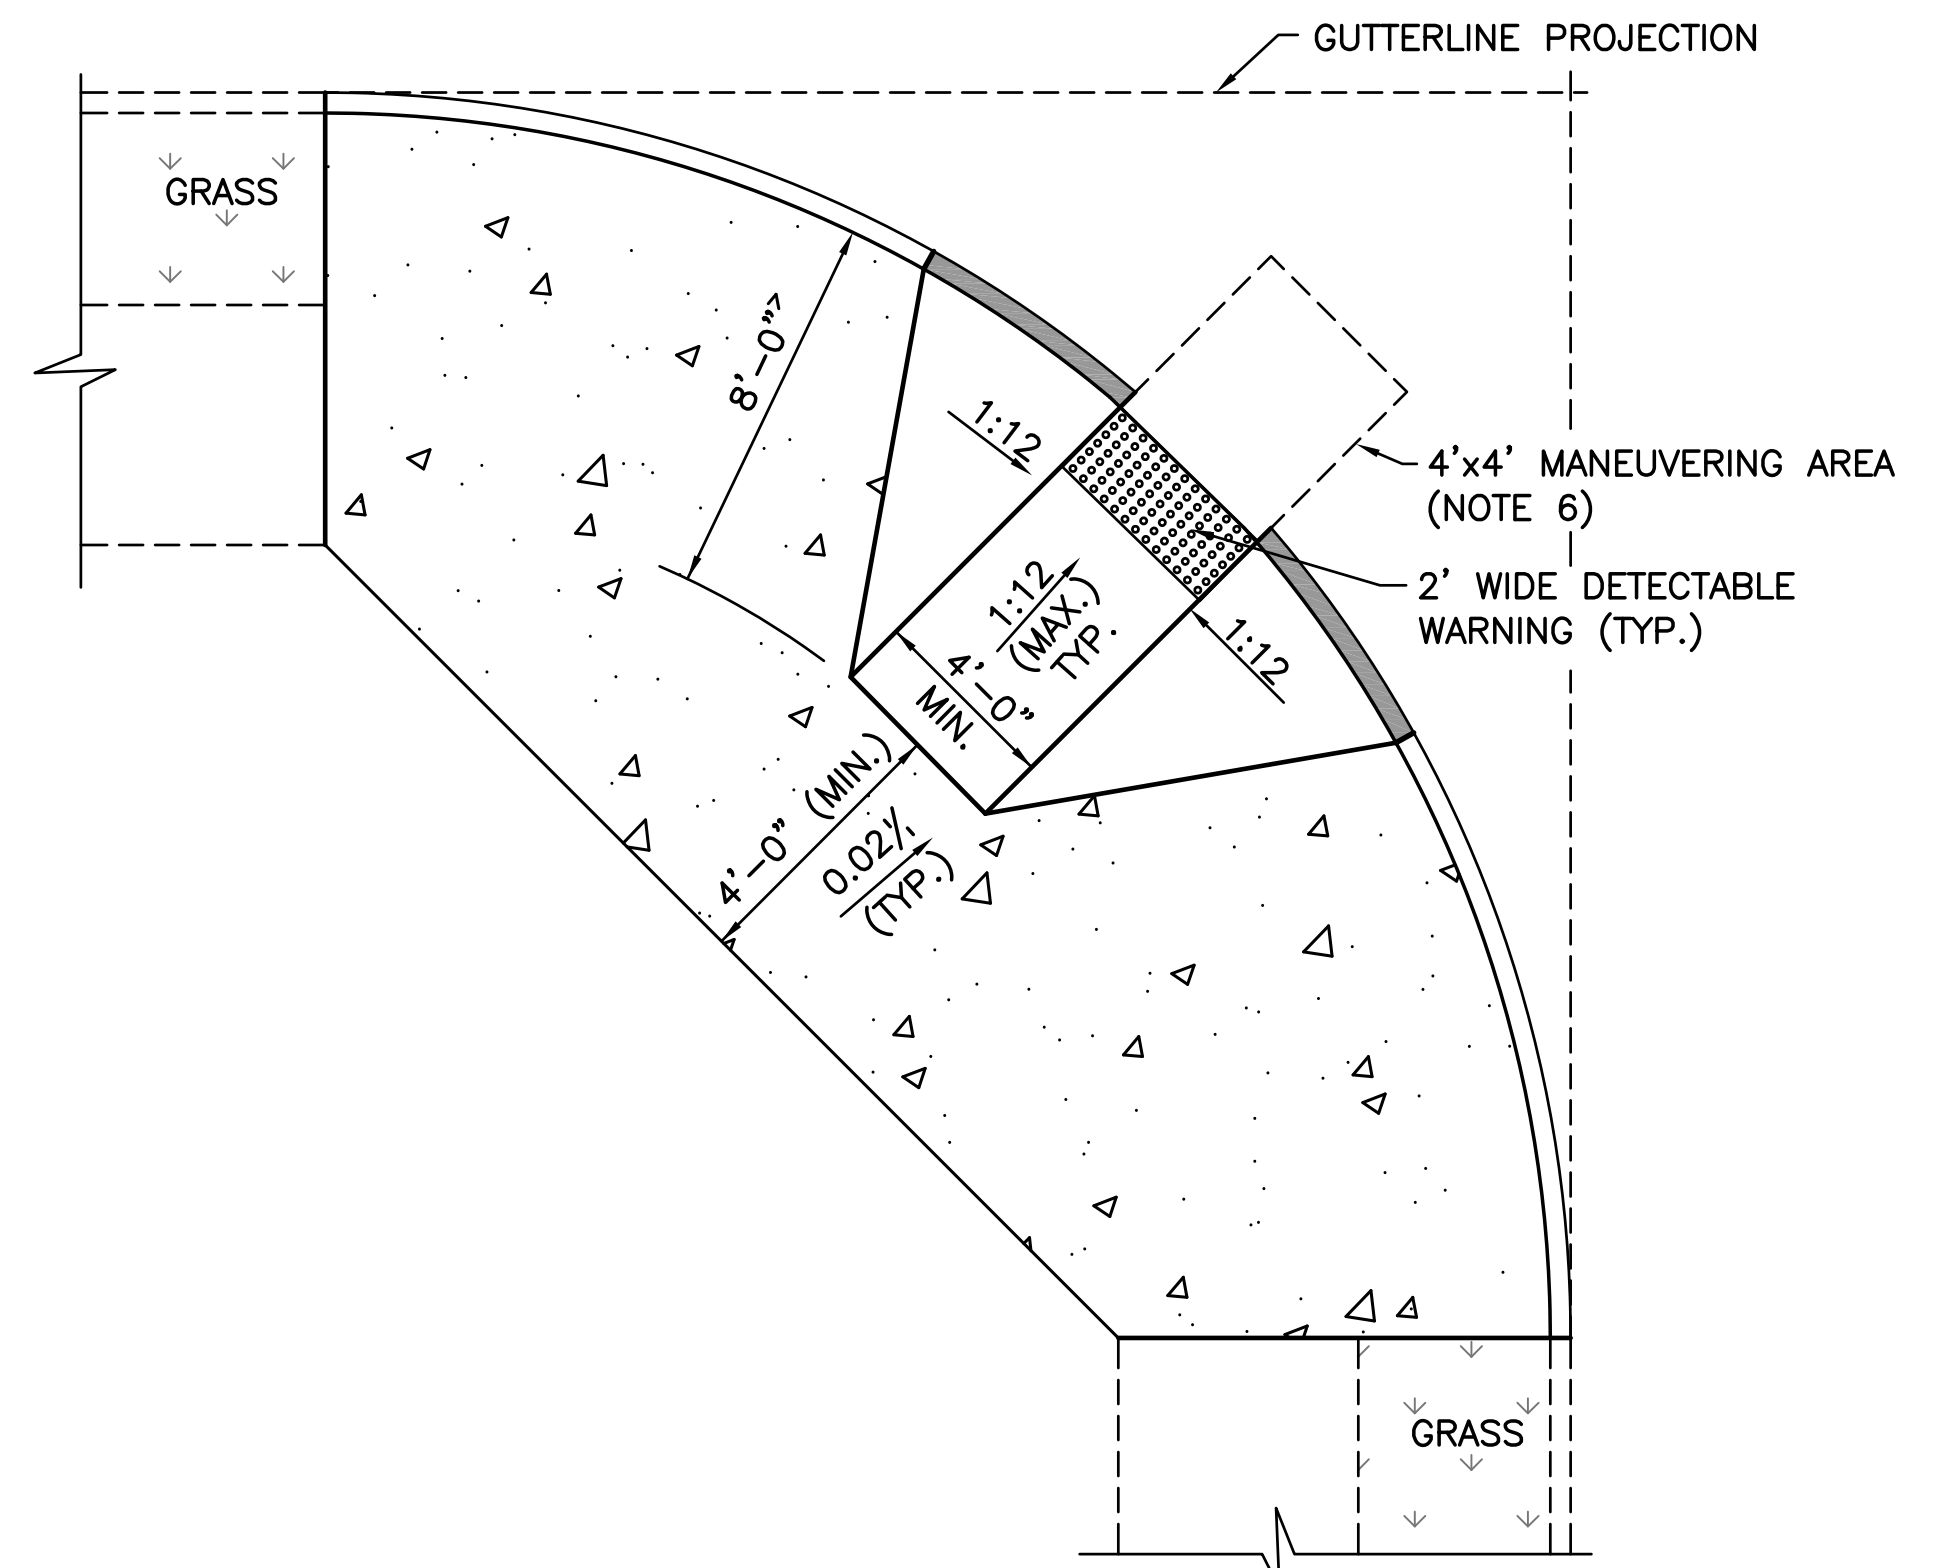 GUTTERLINE PROJECTION
GRASS
8'-0">
1:12
4'x4' MANEUVERING AREA
(NOTE 6)
1:12
(MAX.)
TYP.
2' WIDE DETECTABLE
WARNING (TYP.)
1:12
4'-0"
MIN.
4'-0" (MIN.)
0.02'/,
(TYP.)
GRASS